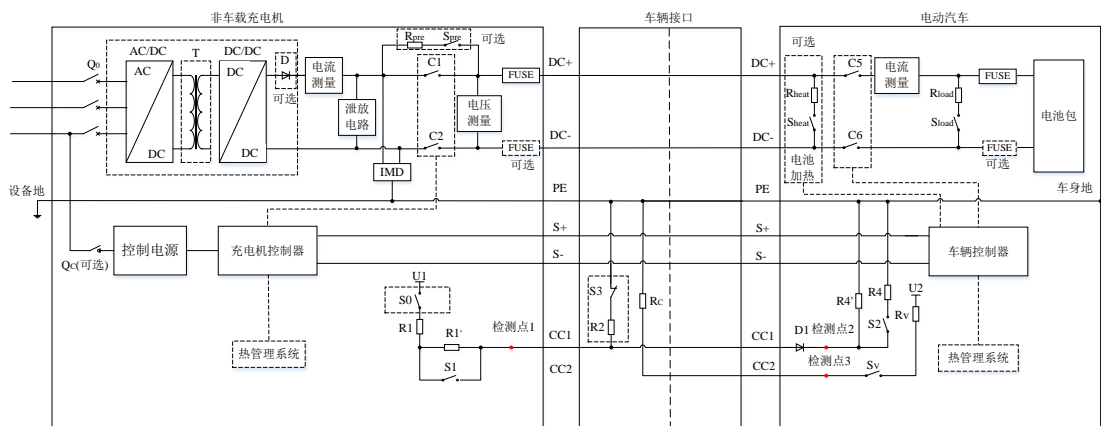 非车载充电机
车辆接口
电动汽车
Q0
AC/DC
T
DC/DC
AC
DC
DC
DC
D
可选
电流
测量
泄放
电路
Rpre
Spre
可选
C1
C2
电压
测量
FUSE
FUSE
可选
IMD
DC+
DC-
PE
S+
S-
CC1
CC2
DC+
DC-
PE
S+
S-
CC1
CC2
可选
Rheat
Sheat
电池
加热
C5
C6
电流
测量
Rload
Sload
FUSE
FUSE
可选
电池包
设备地
车身地
Qc(可选)
控制电源
充电机控制器
热管理系统
U1
S0
R1
R1'
S1
检测点1
S3
R2
Rc
D1
检测点2
检测点3
R4'
R4
S2
Sv
U2
Rv
车辆控制器
热管理系统